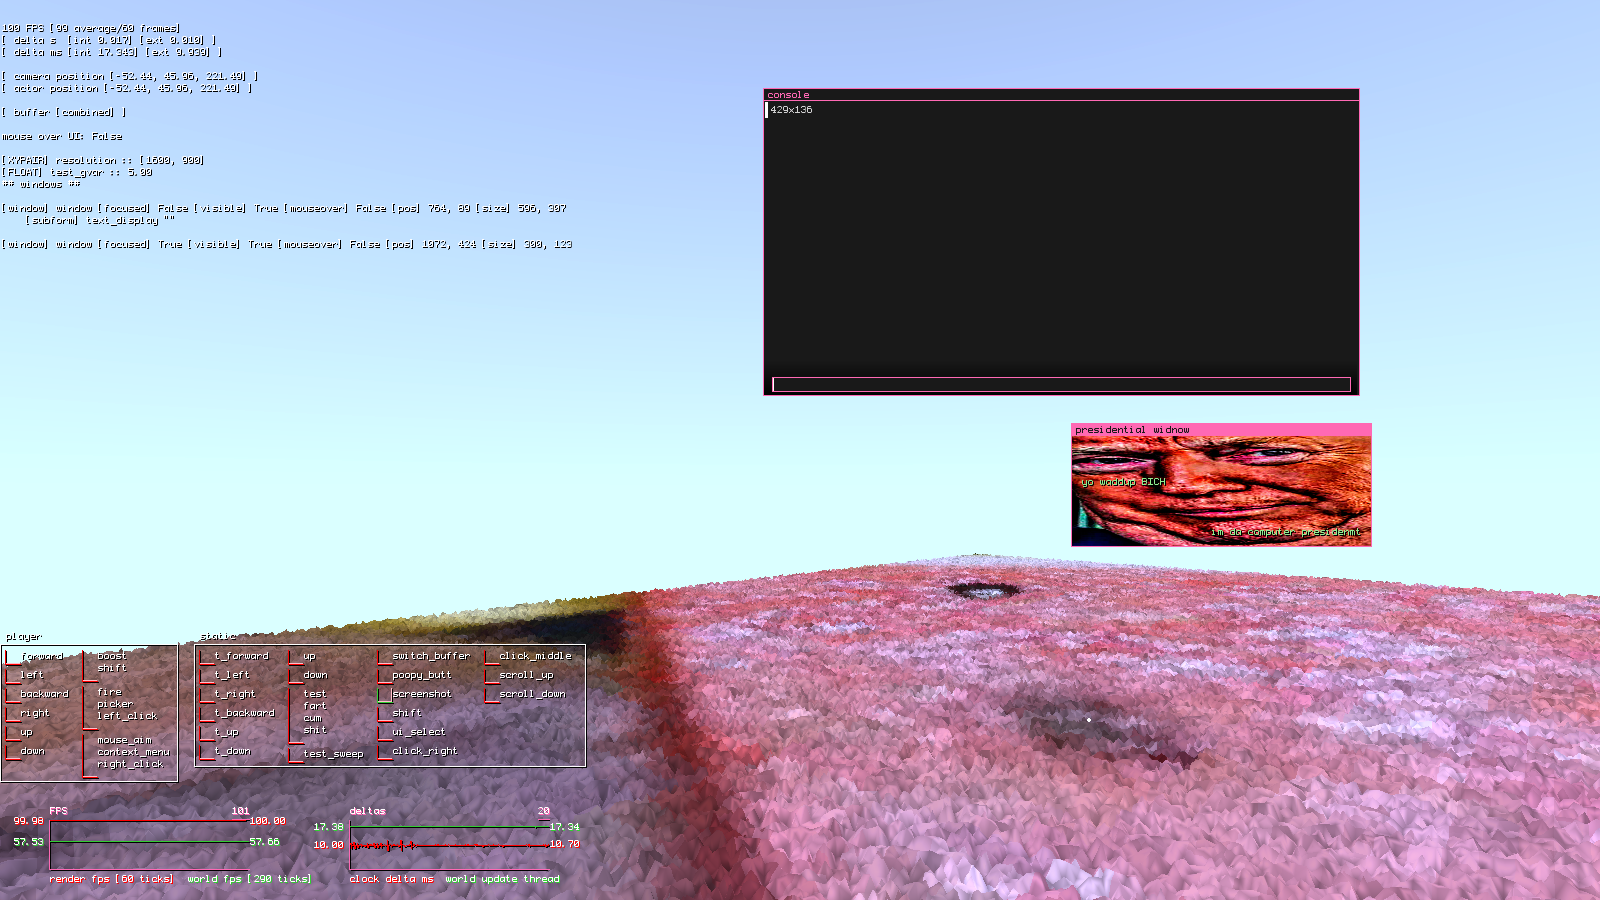 100 FPS [99 average/60 frames]
[ delta s  [int 0.017] [ext 0.010] ]
[ delta ms [int 17.343] [ext 9.939] ]
[ camera position [-52.44, 45.96, 221.49] ]
[ actor position [-52.44, 45.96, 221.49] ]
[ buffer [combined] ]
mouse over UI: False
[XYPAIR] resolution :: [1600, 900]
[FLOAT] test_gvar :: 5.00
## windows ##
[window] window [focused] False [visible] True [mouseover] False [pos] 764, 89 [size] 596, 307
[subform] text_display ""
[window] window [focused] True [visible] True [mouseover] False [pos] 1072, 424 [size] 300, 123
console
429x136
presidential widnow
yo waddup BICH
im da computer presidenmt
player
forward
left
backward
right
up
down
boost
shift
fire
picker
left_click
mouse_aim
context_menu
right_click
static
t_forward
t_left
t_right
t_backward
t_up
t_down
up
down
test
fart
cum
shit
test_sweep
switch_buffer
poopy_butt
screenshot
shift
ui_select
click_right
click_middle
scroll_up
scroll_down
FPS 101
99.98 100.00
57.53 57.66
render fps [60 ticks] world fps [290 ticks]
deltas 20
17.38 17.34
10.00 10.70
clock delta ms world update thread